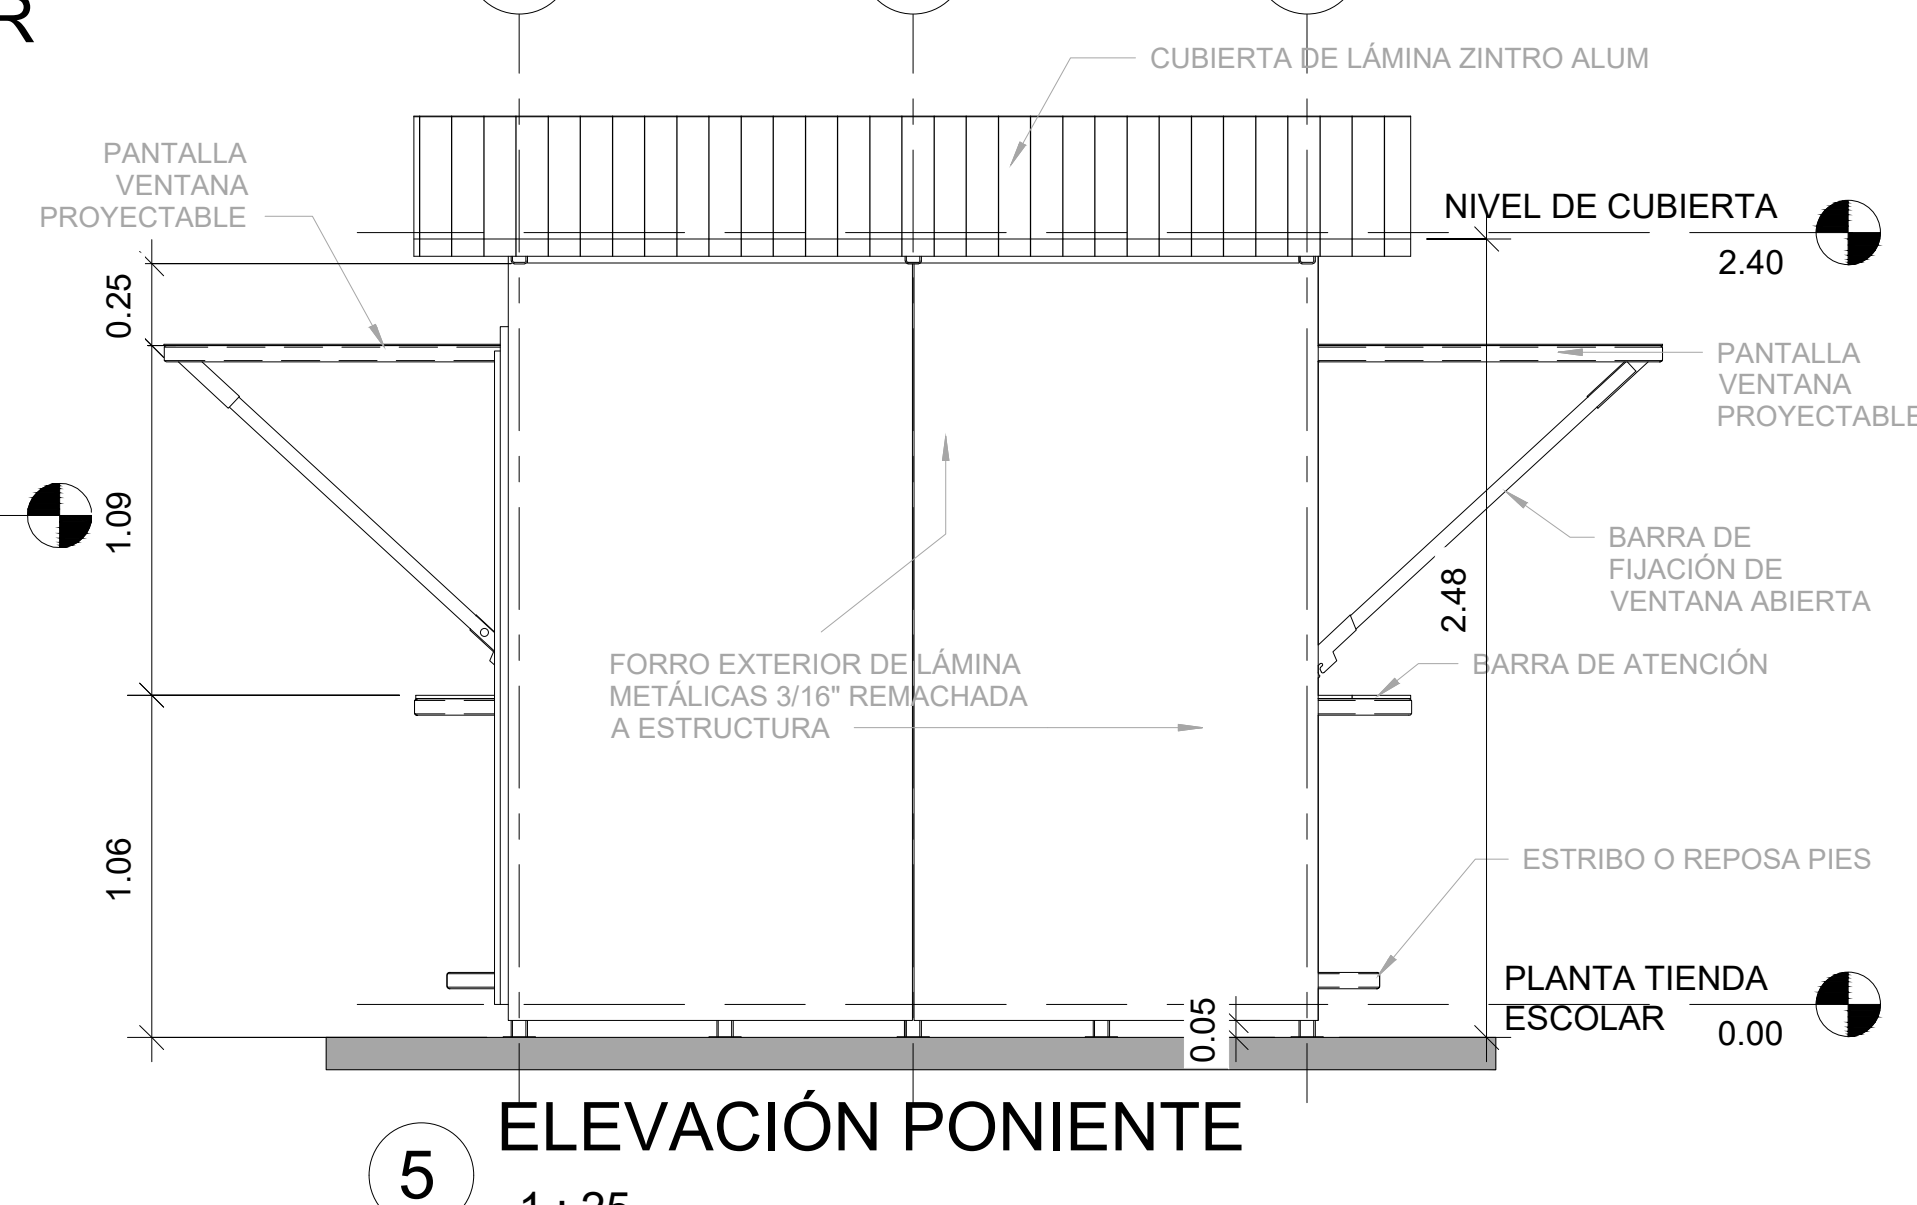 R
CUBIERTA DE LÁMINA ZINTRO ALUM
PANTALLA
VENTANA
PROYECTABLE
NIVEL DE CUBIERTA
2.40
0.25
PANTALLA
VENTANA
PROYECTABLE
1.09
BARRA DE
FIJACIÓN DE
VENTANA ABIERTA
2.48
FORRO EXTERIOR DE LÁMINA
METÁLICAS 3/16" REMACHADA
A ESTRUCTURA
BARRA DE ATENCIÓN
1.06
ESTRIBO O REPOSA PIES
PLANTA TIENDA
ESCOLAR
0.00
0.05
ELEVACIÓN PONIENTE
5
1 : 25